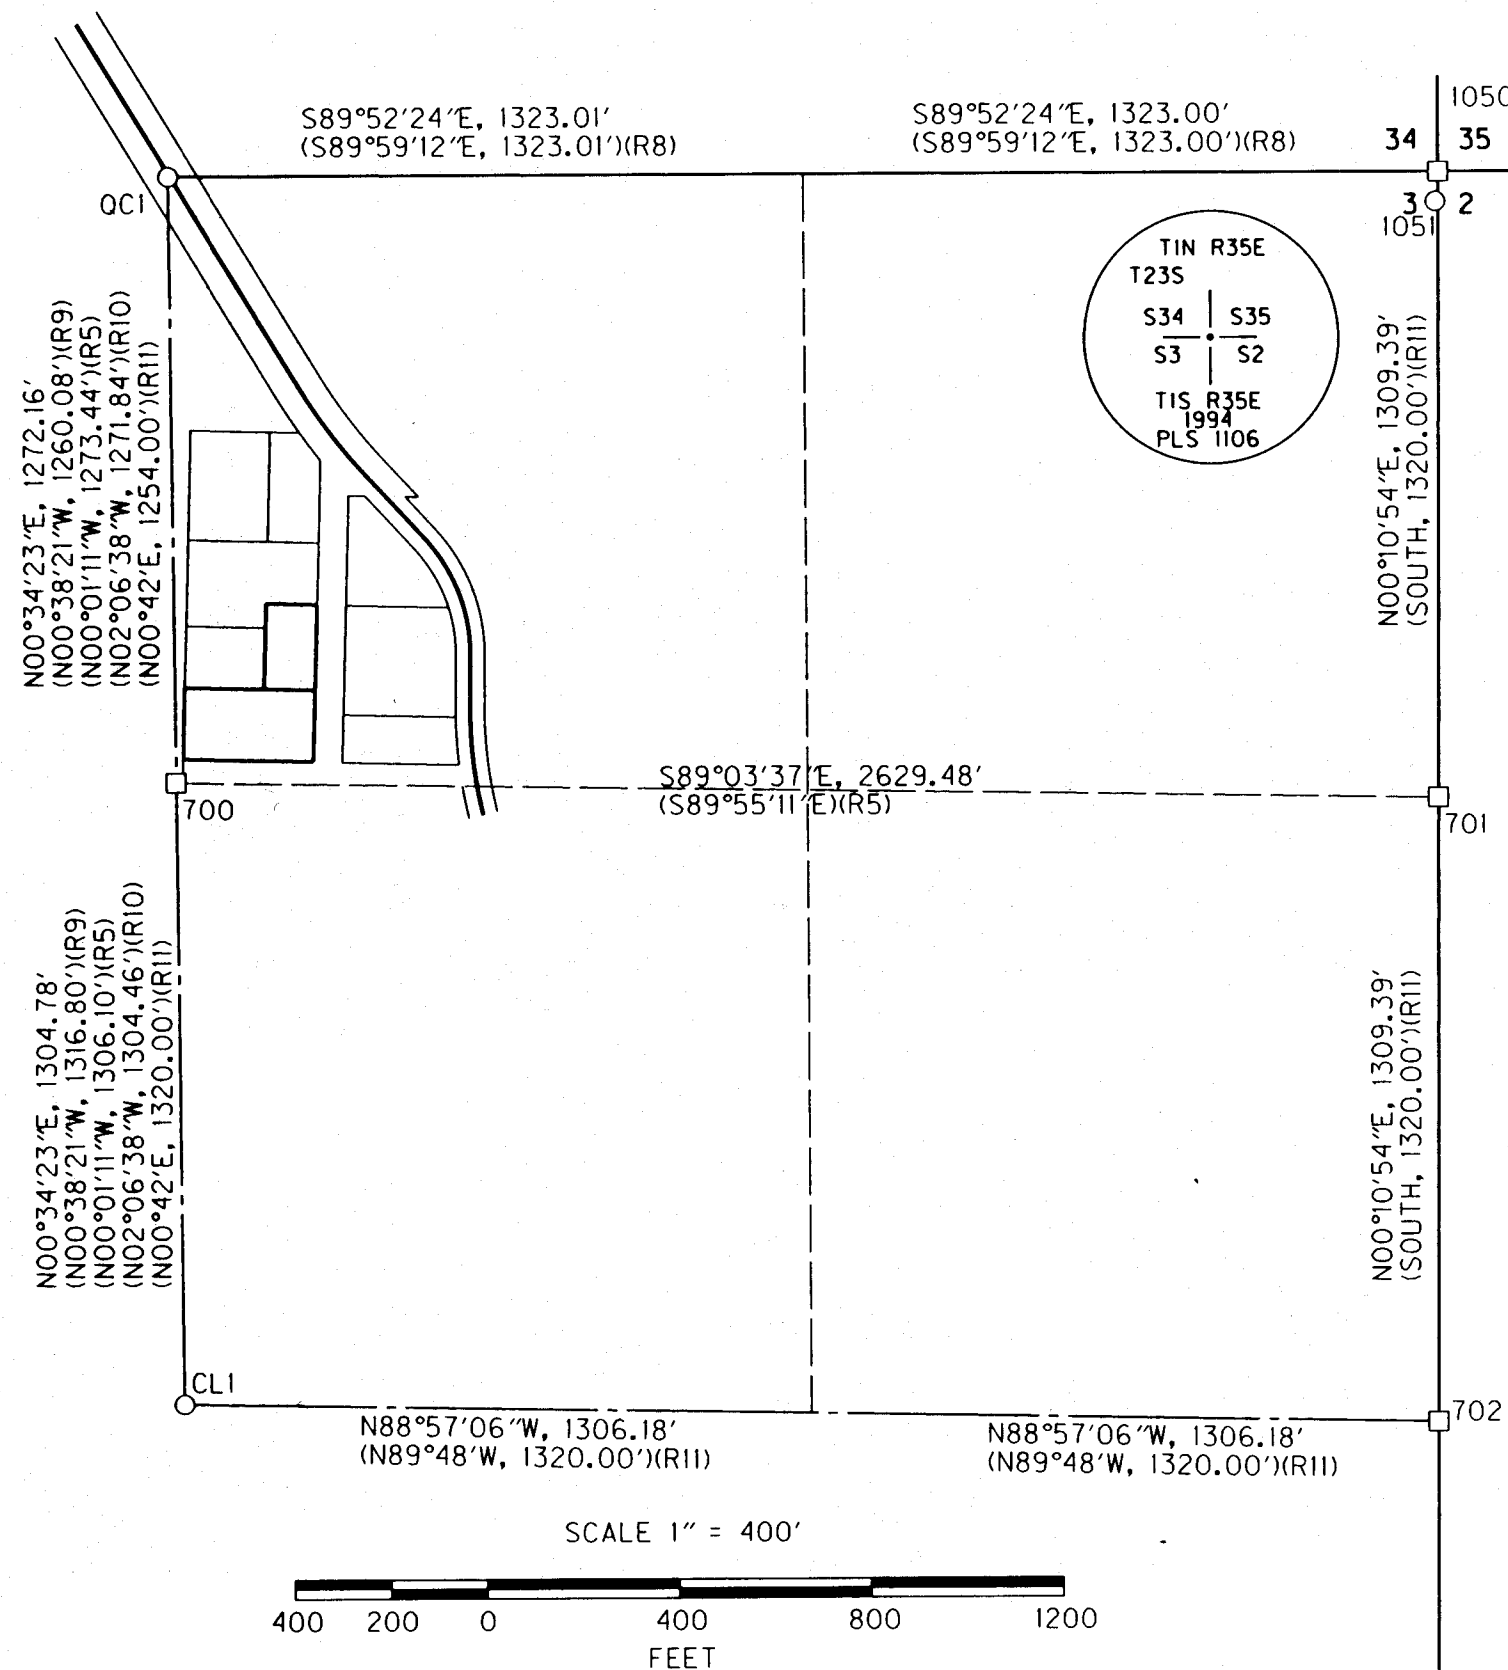 S89°52'24"E, 1323.01'
(S89°59'12"E, 1323.01')(R8)
S89°52'24"E, 1323.00'
(S89°59'12"E, 1323.00')(R8)
1050
34 35
3 2
1051
QC1
T1N R35E
T23S
S34 S35
S3 S2
T1S R35E
1994
PLS 1106
N00°34'23"E, 1272.16'
(N00°38'21"W, 1260.08')(R9)
(N00°01'11"W, 1273.44')(R5)
(N02°06'38"W, 1271.84')(R10)
(N00°42'E, 1254.00')(R11)
N00°10'54"E, 1309.39'
(SOUTH, 1320.00')(R11)
S89°03'37"E, 2629.48'
(S89°55'11"E)(R5)
700
701
N00°34'23"E, 1304.78'
(N00°38'21"W, 1316.80')(R9)
(N00°01'11"W, 1306.10')(R5)
(N02°06'38"W, 1304.46')(R10)
(N00°42'E, 1320.00')(R11)
N00°10'54"E, 1309.39'
(SOUTH, 1320.00')(R11)
CL1
702
N88°57'06"W, 1306.18'
(N89°48'W, 1320.00')(R11)
N88°57'06"W, 1306.18'
(N89°48'W, 1320.00')(R11)
SCALE 1" = 400'
400 200 0 400 800 1200
FEET